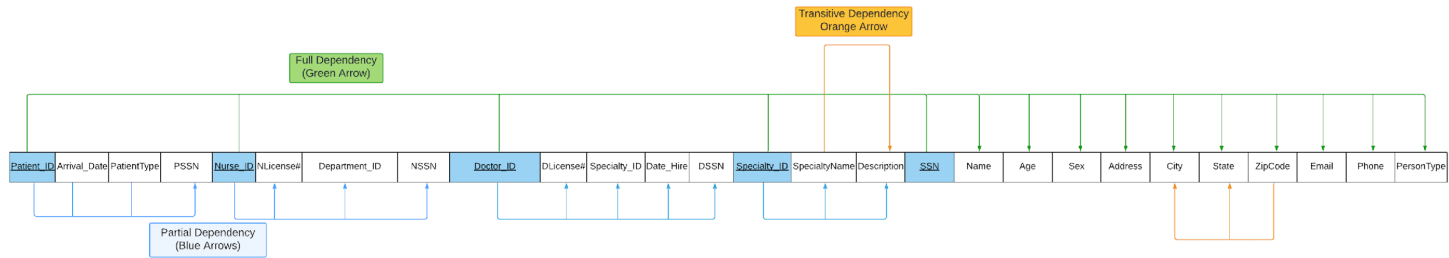 Transitive Dependency
Orange Arrow
Full Dependency
(Green Arrow)
Patient_ID Arrival_Date PatientType PSSN Nurse_ID NLicense# Department_ID NSSN Doctor_ID DLicense# Specialty_ID Date_Hire DSSN Specialty_ID SpecialtyName Description SSN Name Age Sex Address City State ZipCode Email Phone PersonType
Partial Dependency
(Blue Arrows)